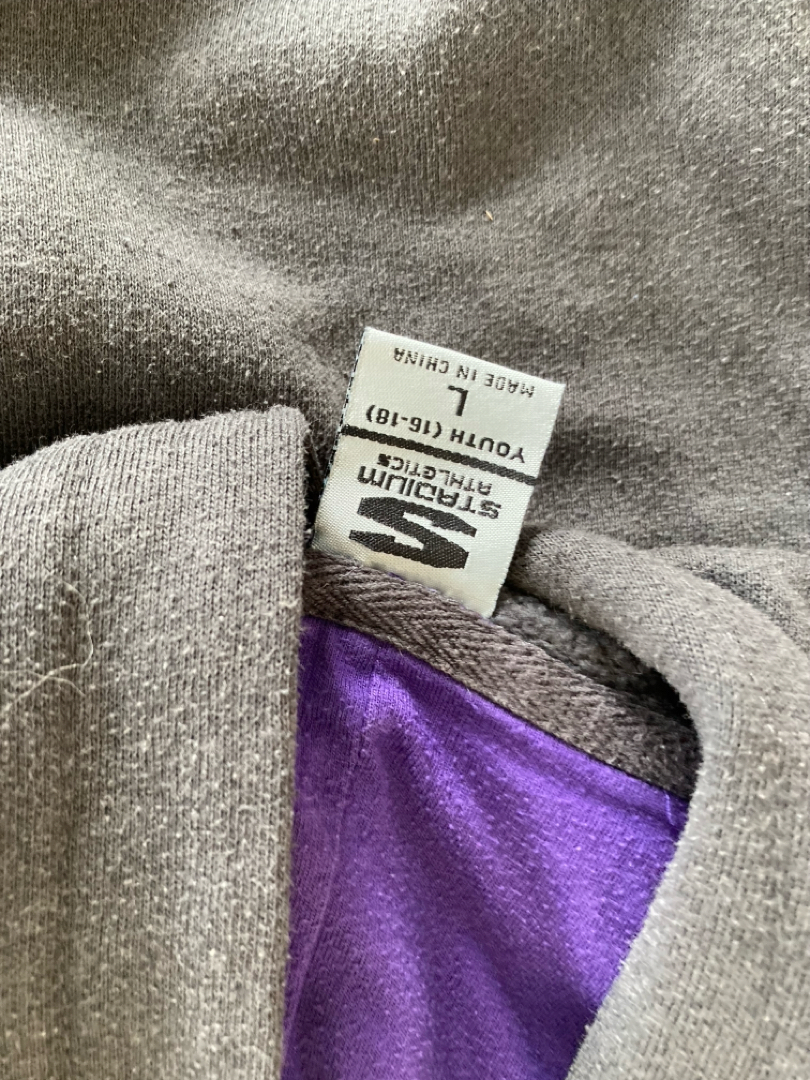 S
STADIUM
ATHLETICS
YOUTH (16-18)
L
MADE IN CHINA